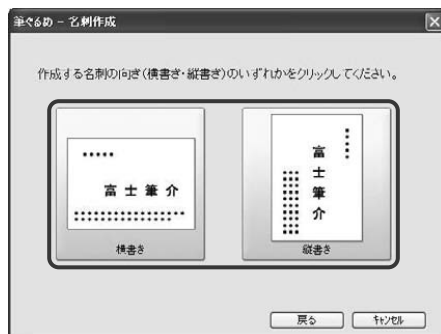 筆ぐるめ - 名刺作成
作成する名刺の向き(横書き・縦書き)のいずれかをクリックしてください。
富士筆介
横書き
富士筆介
縦書き
戻る
キャンセル